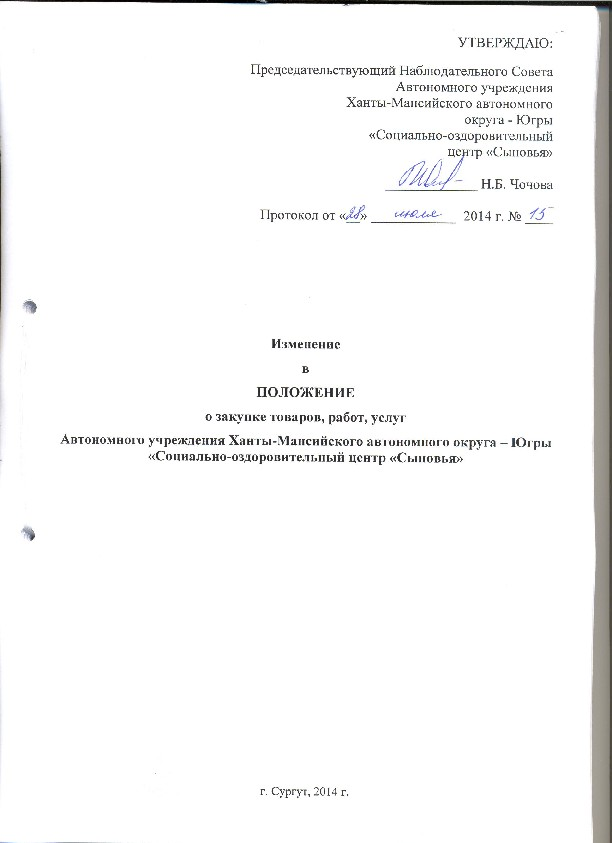 УТВЕРЖДАЮ:
Председательствующий Наблюдательного Совета
Автономного учреждения
Ханты-Мансийского автономного
округа - Югры
«Социально-оздоровительный
центр «Сыновья»
______________ Н.Б. Чочова
Протокол от «28» июля 2014 г. № 15
Изменение
в
ПОЛОЖЕНИЕ
о закупке товаров, работ, услуг
Автономного учреждения Ханты-Мансийского автономного округа – Югры
«Социально-оздоровительный центр «Сыновья»
г. Сургут, 2014 г.